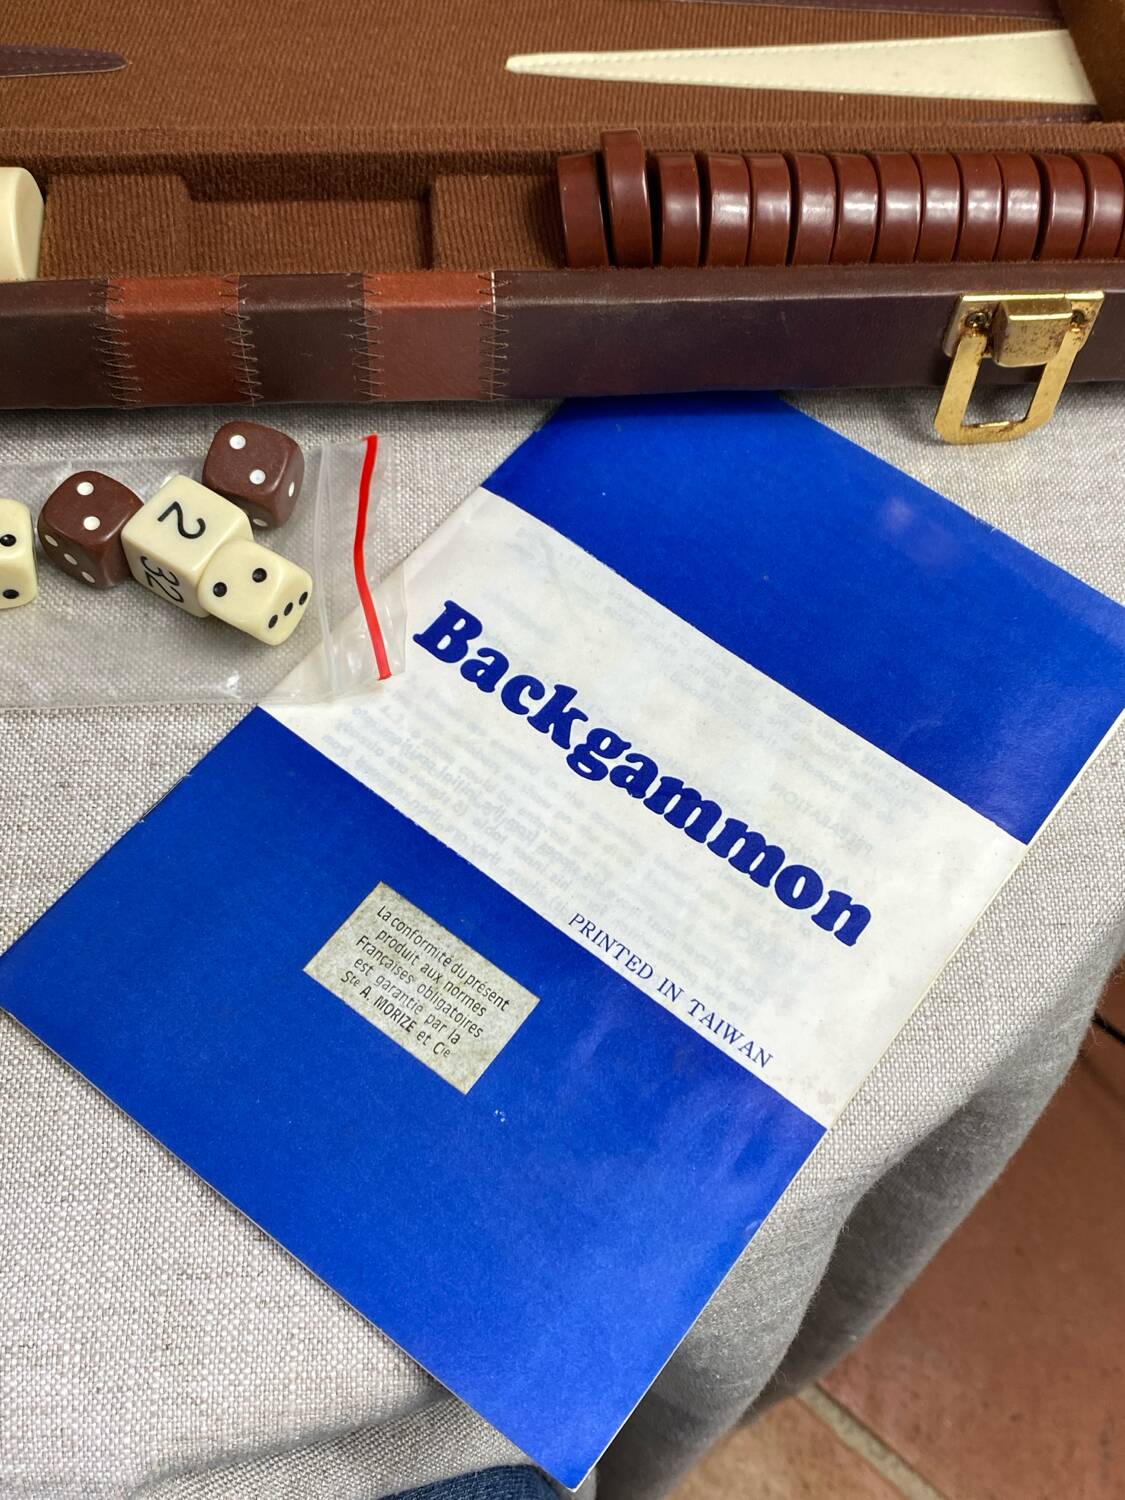 2
32
Backgammon
PRINTED IN TAIWAN
La conformité du présent
produit aux normes
Françaises obligatoires
est garantie par la
Sté A. MORIZE et Cie